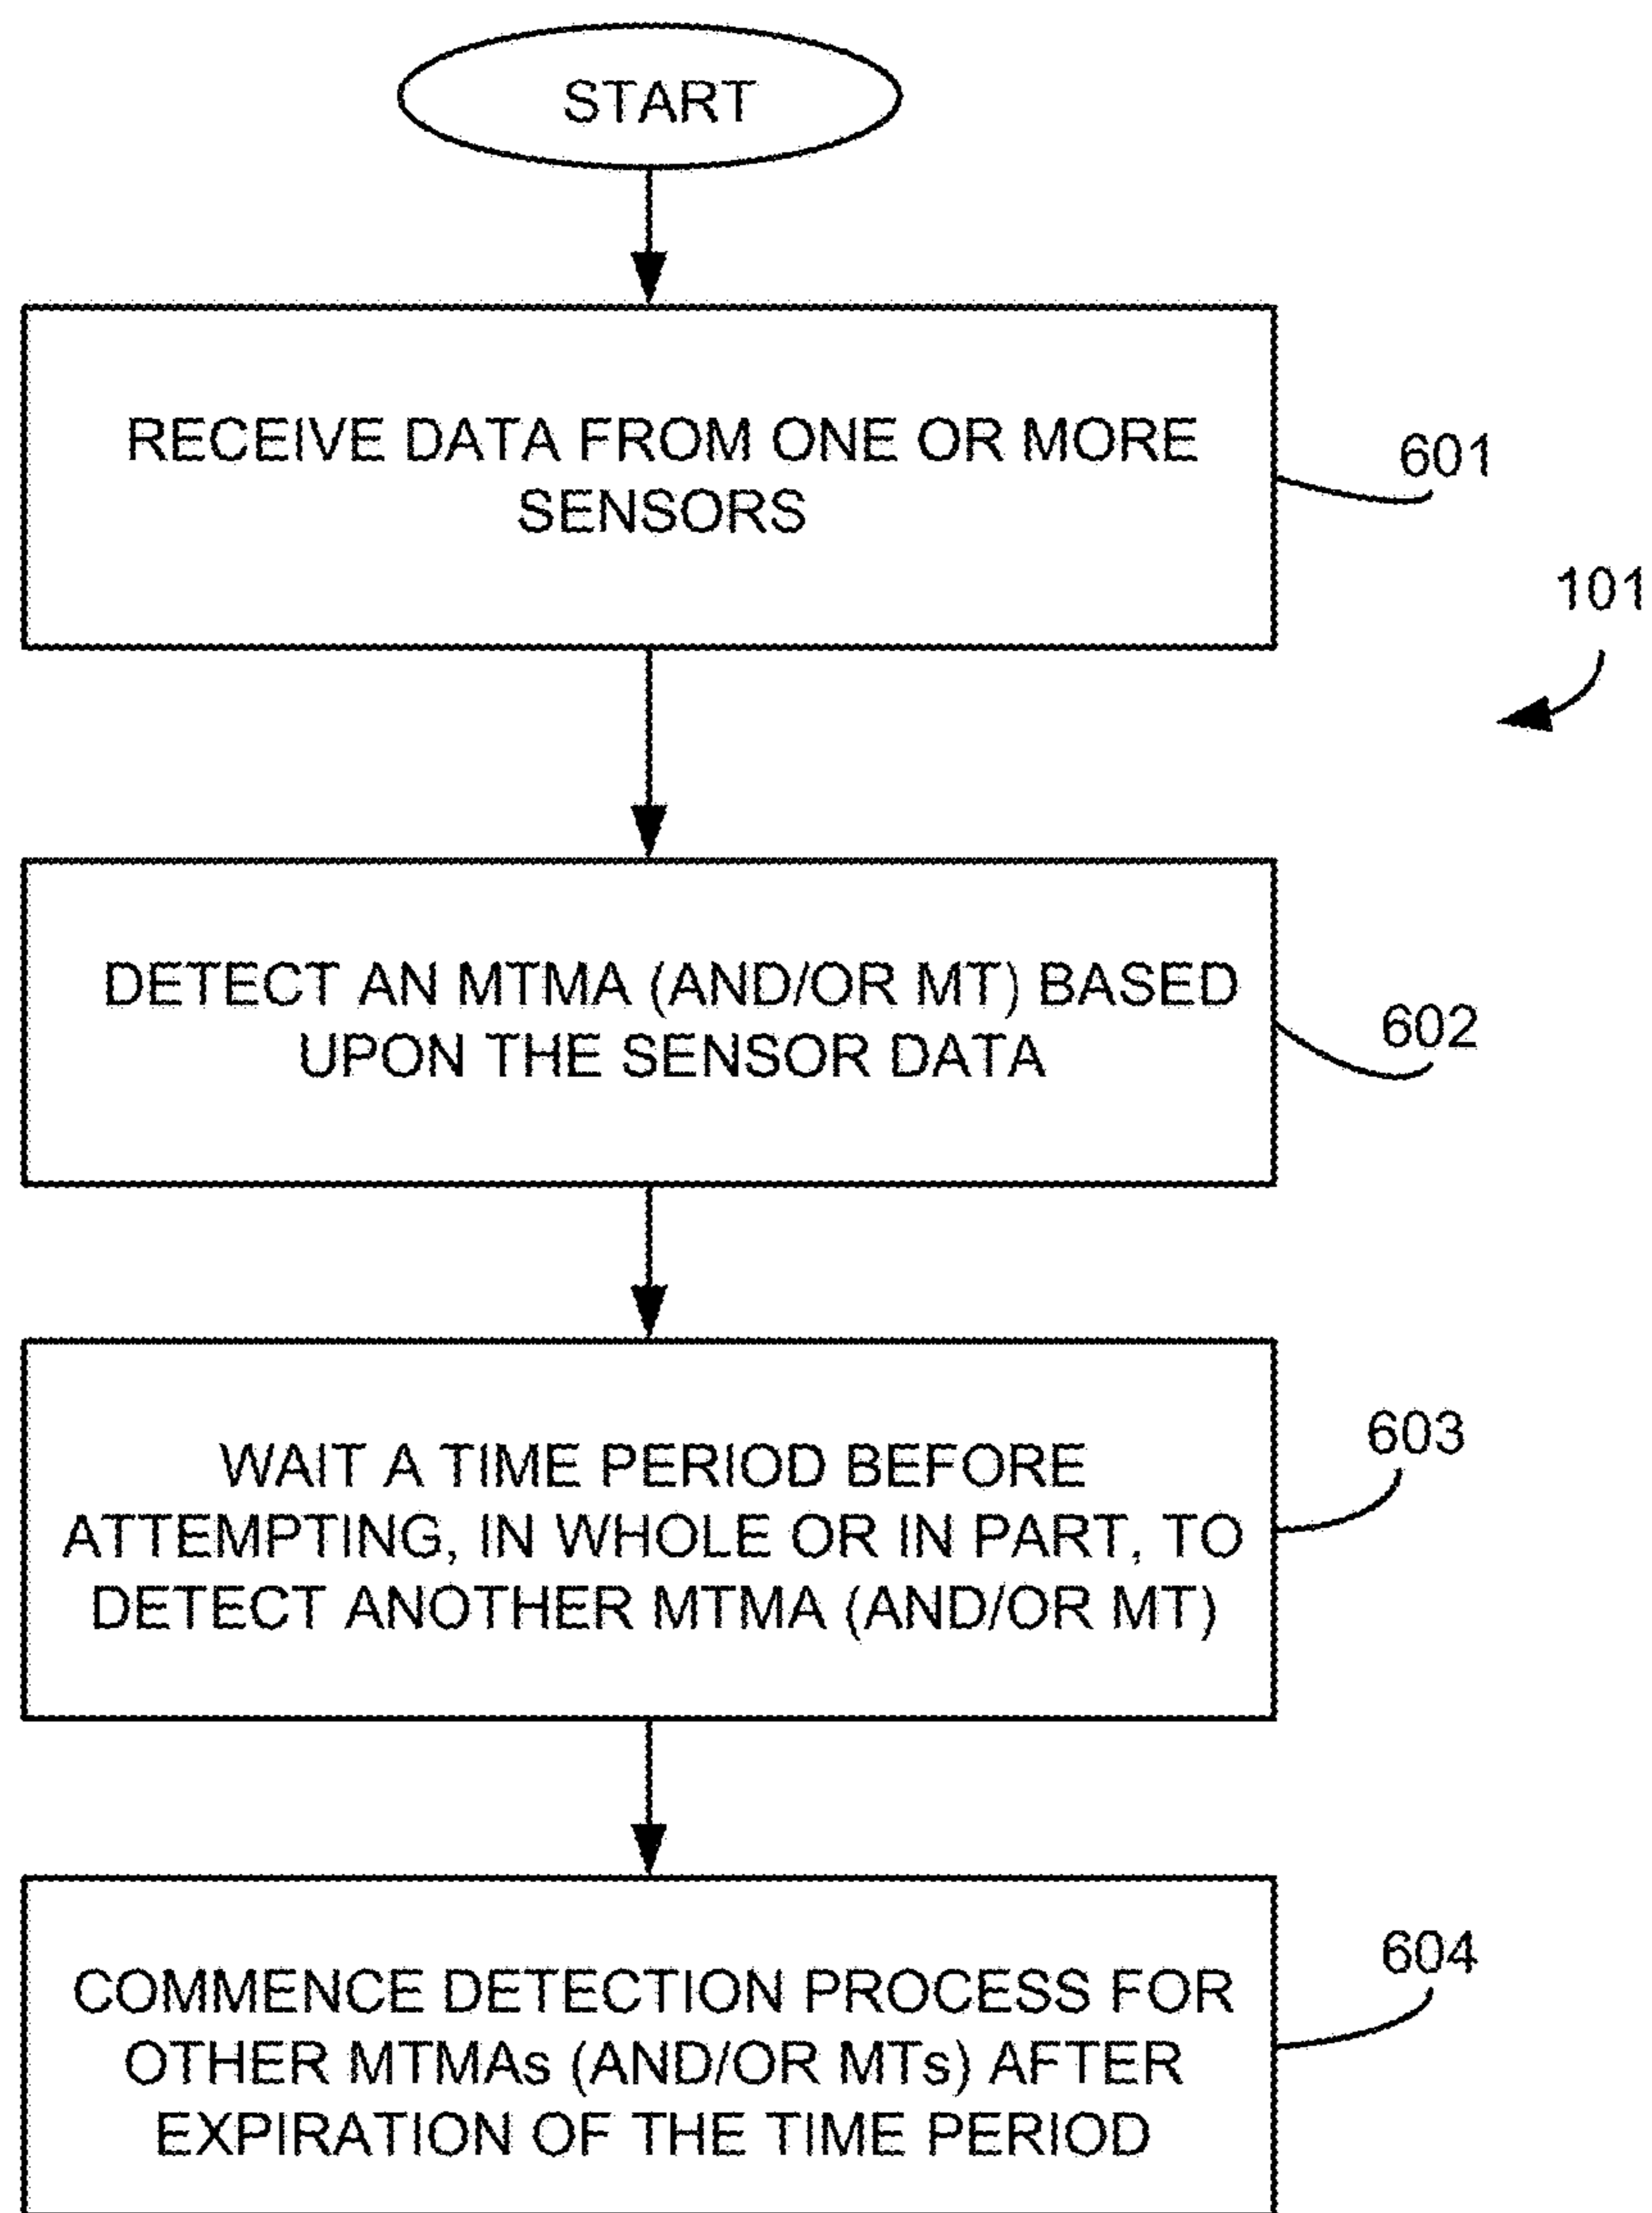 START
RECEIVE DATA FROM ONE OR MORE
SENSORS
601
101
DETECT AN MTMA (AND/OR MT) BASED
UPON THE SENSOR DATA
602
WAIT A TIME PERIOD BEFORE
ATTEMPTING, IN WHOLE OR IN PART, TO
DETECT ANOTHER MTMA (AND/OR MT)
603
COMMENCE DETECTION PROCESS FOR
OTHER MTMAs (AND/OR MTs) AFTER
EXPIRATION OF THE TIME PERIOD
604